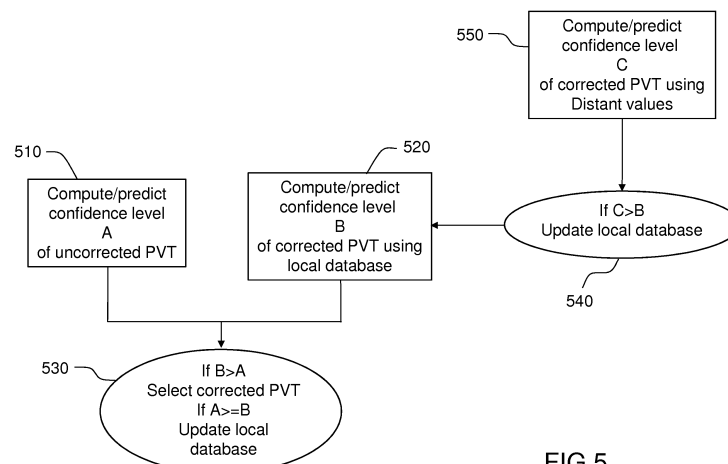 550
Compute/predict
confidence level
C
of corrected PVT using
Distant values
510
520
Compute/predict
confidence level
A
of uncorrected PVT
Compute/predict
confidence level
B
of corrected PVT using
local database
If C>B
Update local database
540
530
If B>A
Select corrected PVT
If A>=B
Update local
database
FIG 5